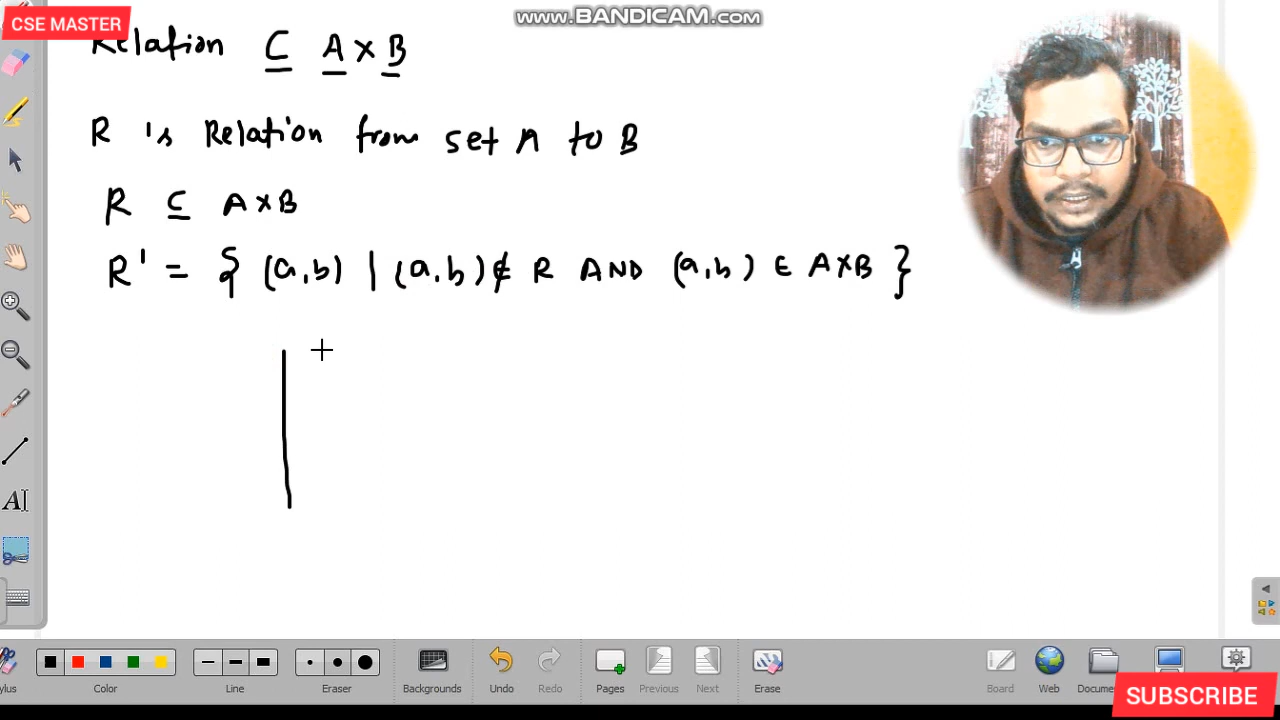 CSE MASTER
www.BANDICAM.com
Relation ⊆ A×B
R is Relation from set A to B
R ⊆ A×B
R' = { (a,b) | (a,b) ∉ R AND (a,b) ∈ A×B }
Color
Line
Eraser
Backgrounds
Undo
Redo
Pages
Previous
Next
Erase
Board
Web
SUBSCRIBE